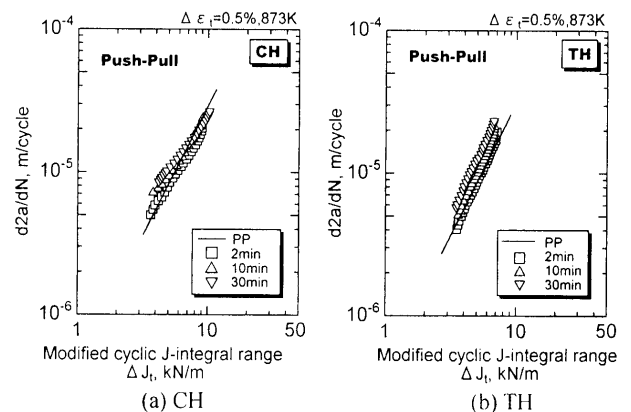 Δ ε t=0.5%,873K
CH
Push-Pull
10-4
10-5
10-6
d2a/dN, m/cycle
PP
2min
10min
30min
1
10
50
Modified cyclic J-integral range
Δ Jt, kN/m
(a) CH
Δ ε t=0.5%,873K
TH
Push-Pull
10-4
10-5
10-6
d2a/dN, m/cycle
PP
2min
10min
30min
1
10
50
Modified cyclic J-integral range
Δ Jt, kN/m
(b) TH